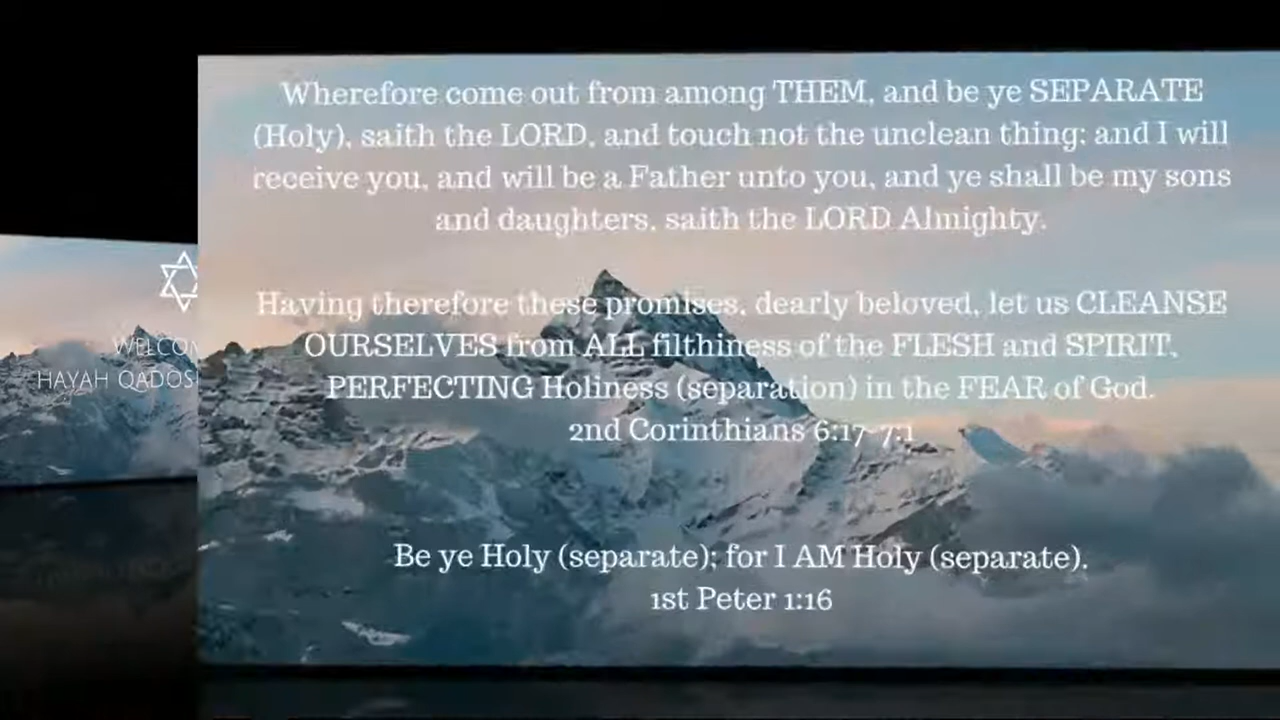 Wherefore come out from among THEM, and be ye SEPARATE
(Holy), saith the LORD, and touch not the unclean thing; and I will
receive you, and will be a Father unto you, and ye shall be my sons
and daughters, saith the LORD Almighty.
Having therefore these promises, dearly beloved, let us CLEANSE
OURSELVES from ALL filthiness of the FLESH and SPIRIT,
PERFECTING Holiness (separation) in the FEAR of God.
2nd Corinthians 6:17-7:1
Be ye Holy (separate); for I AM Holy (separate).
1st Peter 1:16
HAYAH